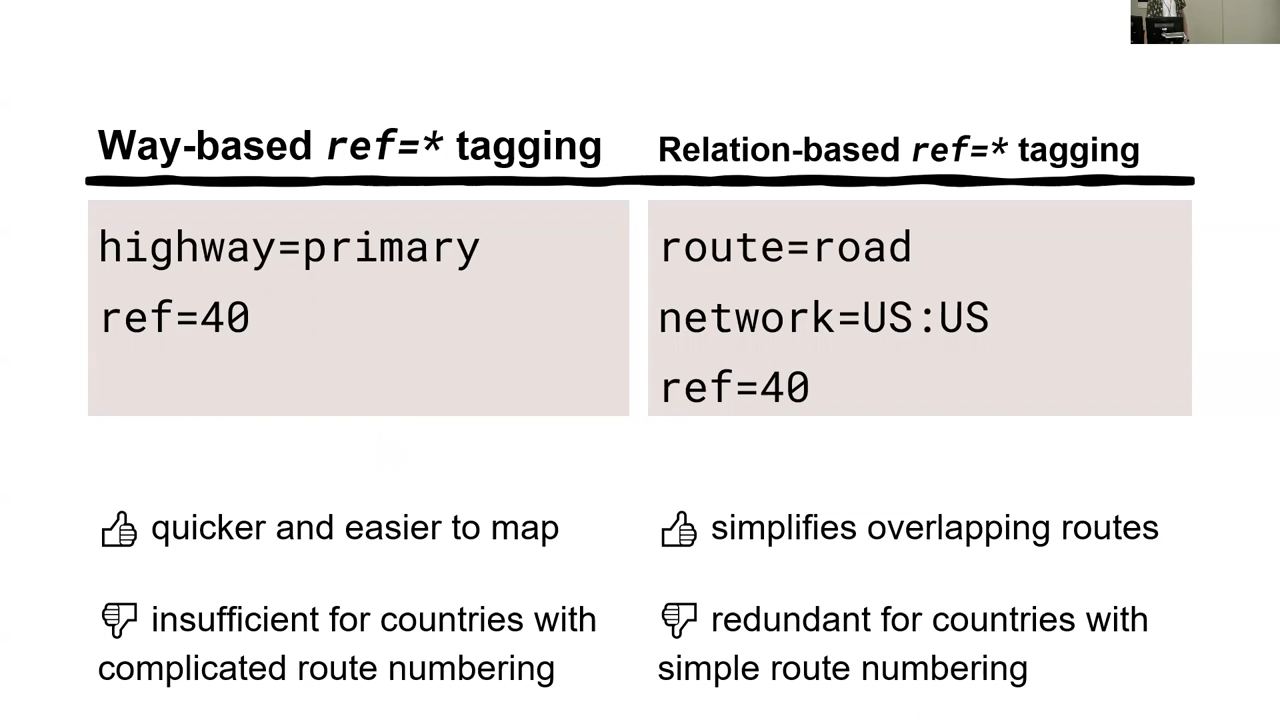 Way-based ref=* tagging
highway=primary
ref=40
👍 quicker and easier to map
👎 insufficient for countries with
complicated route numbering
Relation-based ref=* tagging
route=road
network=US:US
ref=40
👍 simplifies overlapping routes
👎 redundant for countries with
simple route numbering